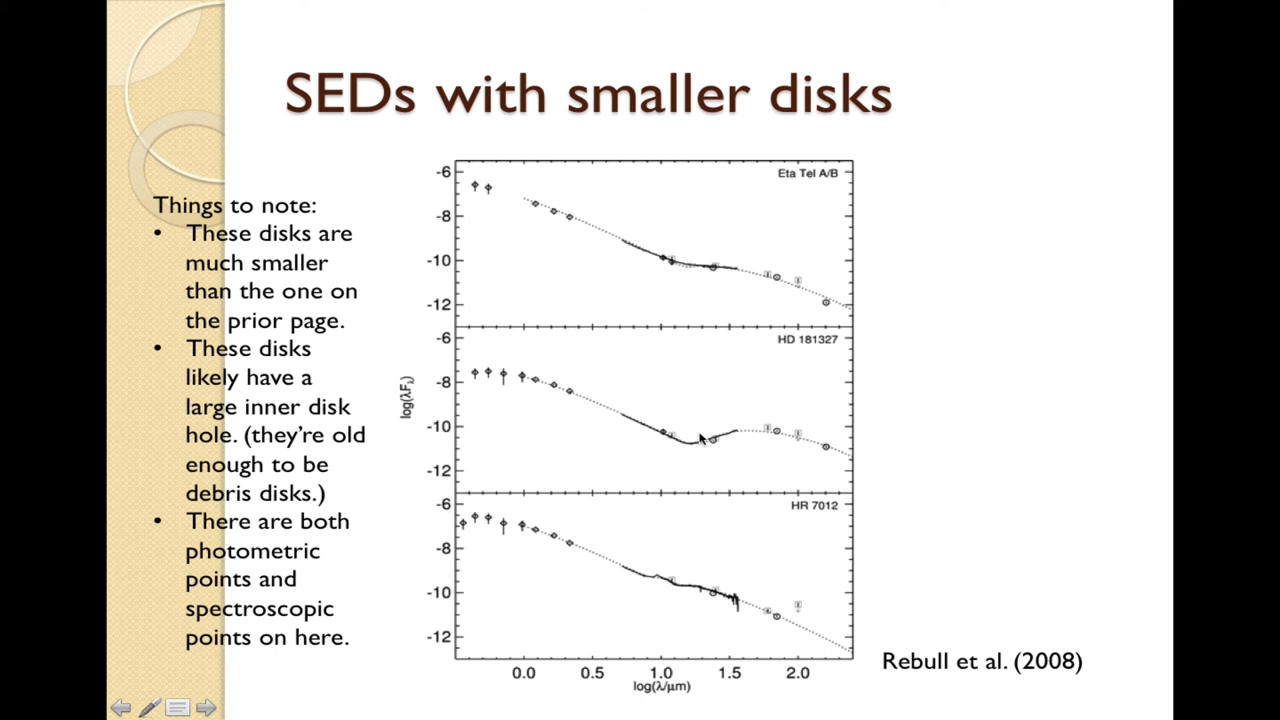 SEDs with smaller disks
Things to note:
• These disks are
much smaller
than the one on
the prior page.
• These disks
likely have a
large inner disk
hole. (they're old
enough to be
debris disks.)
• There are both
photometric
points and
spectroscopic
points on here.
Eta Tel A/B
-6
-8
-10
-12
HD 181327
-6
-8
-10
-12
log(λFλ)
HR 7012
-6
-8
-10
-12
0.0 0.5 1.0 1.5 2.0
log(λ/μm)
Rebull et al. (2008)